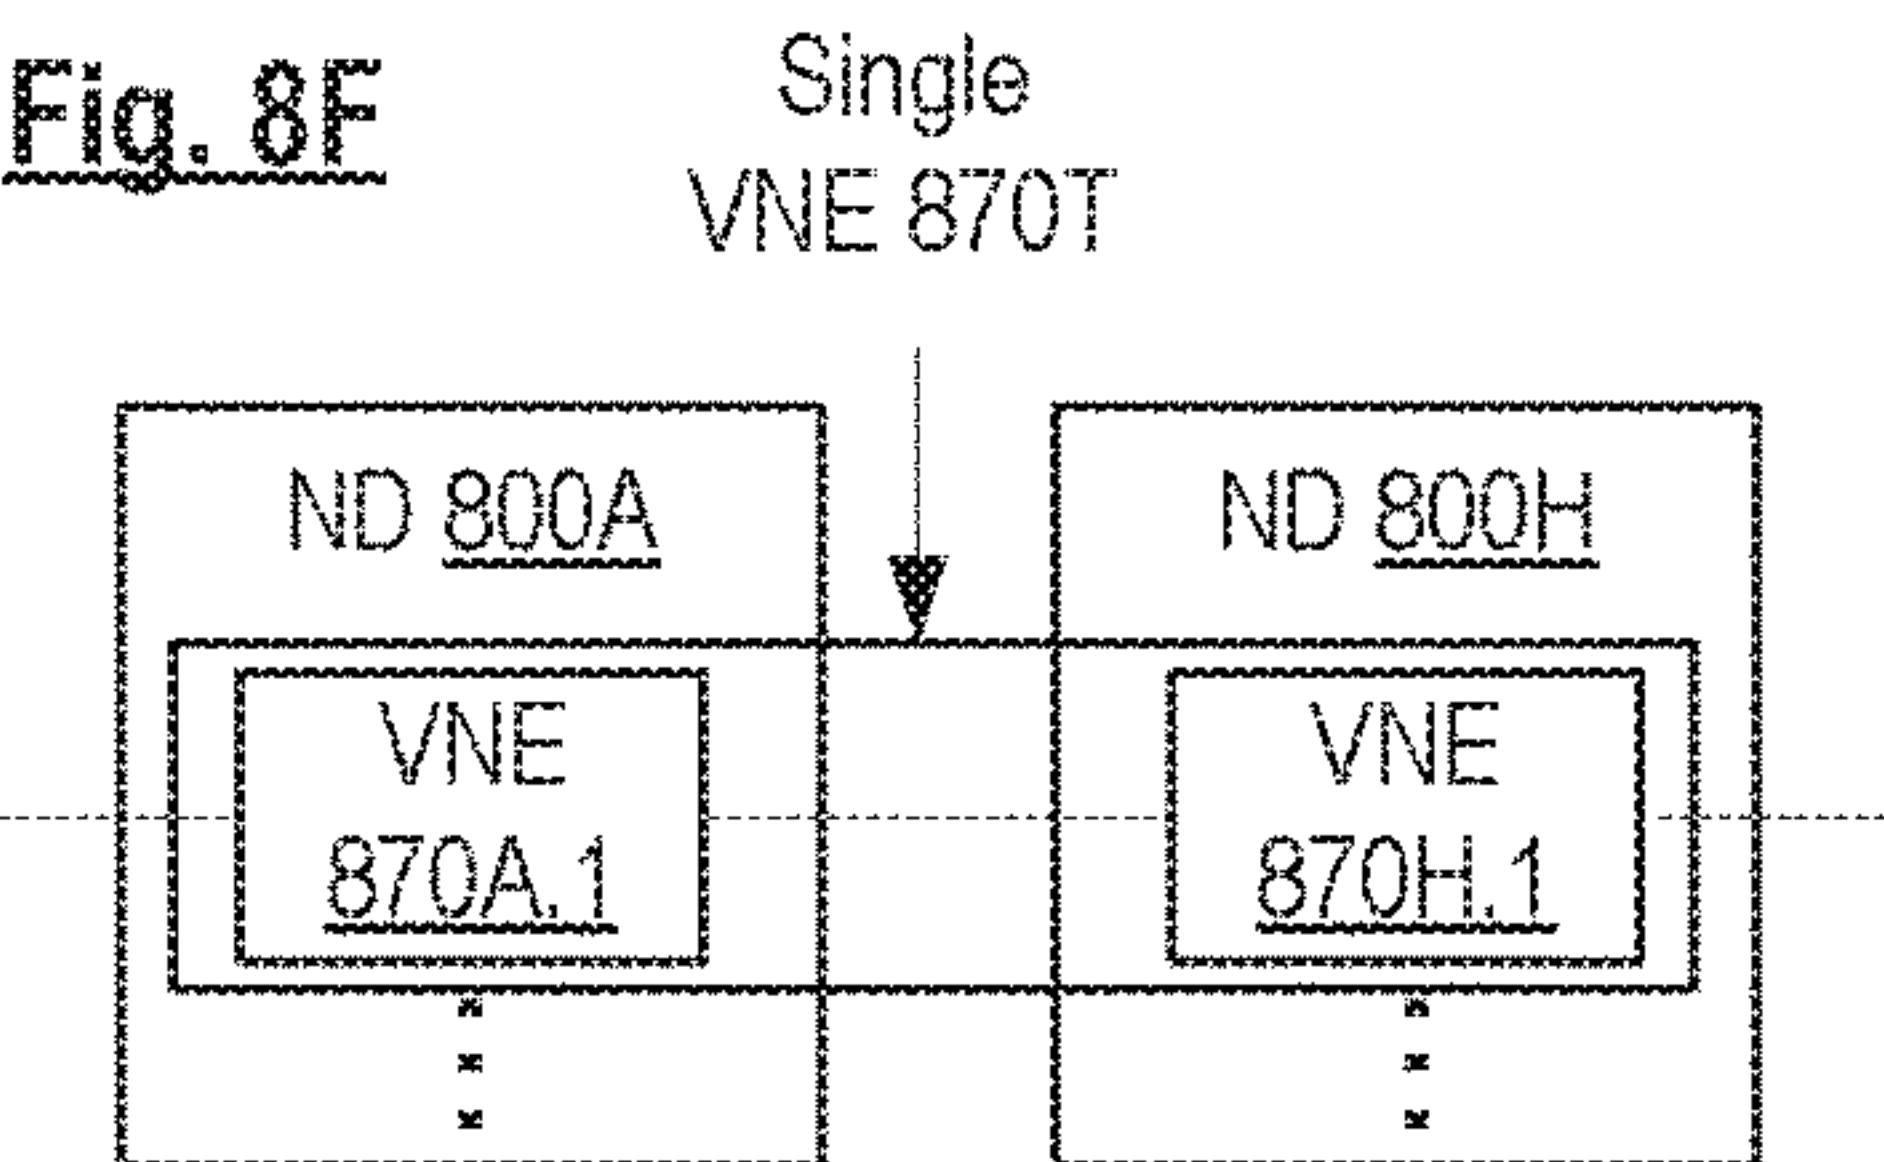 Fig. 8F
Single
VNE 870T
ND 800A
ND 800H
VNE
870A.1
VNE
870H.1